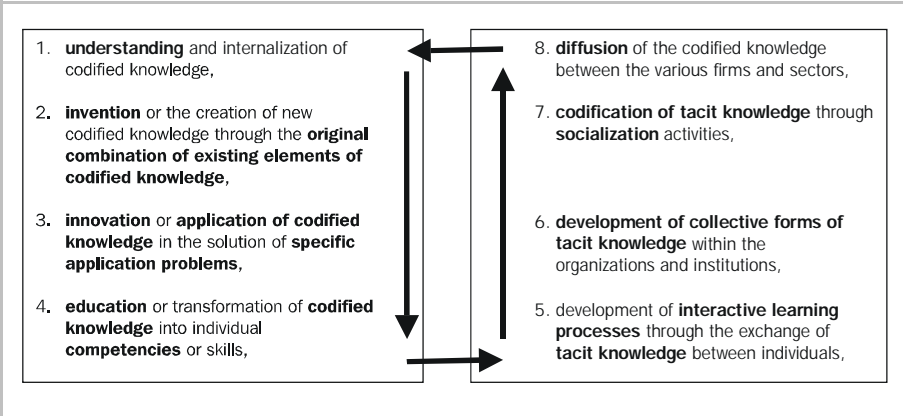 1. understanding and internalization of
codified knowledge,
2. invention or the creation of new
codified knowledge through the original
combination of existing elements of
codified knowledge,
3. innovation or application of codified
knowledge in the solution of specific
application problems,
4. education or transformation of codified
knowledge into individual
competencies or skills,
8. diffusion of the codified knowledge
between the various firms and sectors,
7. codification of tacit knowledge through
socialization activities,
6. development of collective forms of
tacit knowledge within the
organizations and institutions,
5. development of interactive learning
processes through the exchange of
tacit knowledge between individuals,